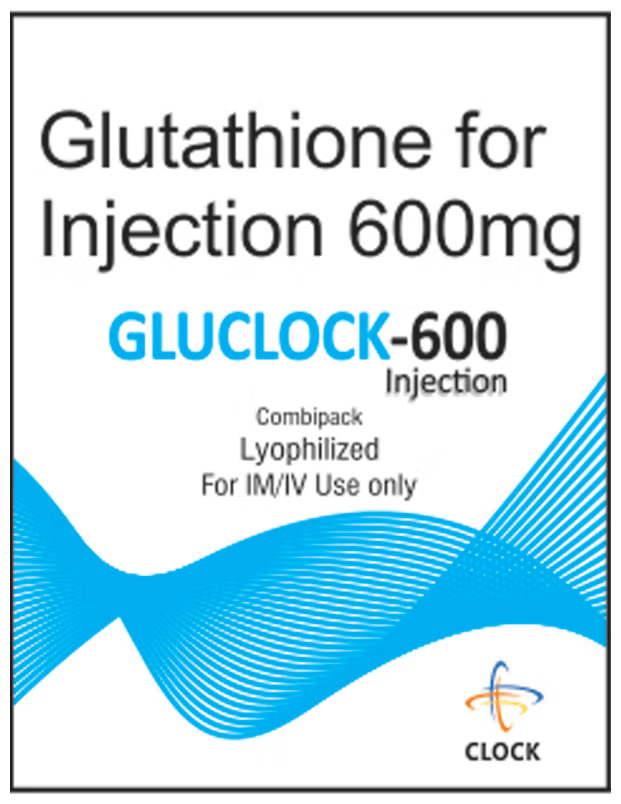 Glutathione for
Injection 600mg
GLUCLOCK-600
Injection
Combipack
Lyophilized
For IM/IV Use only
CLOCK